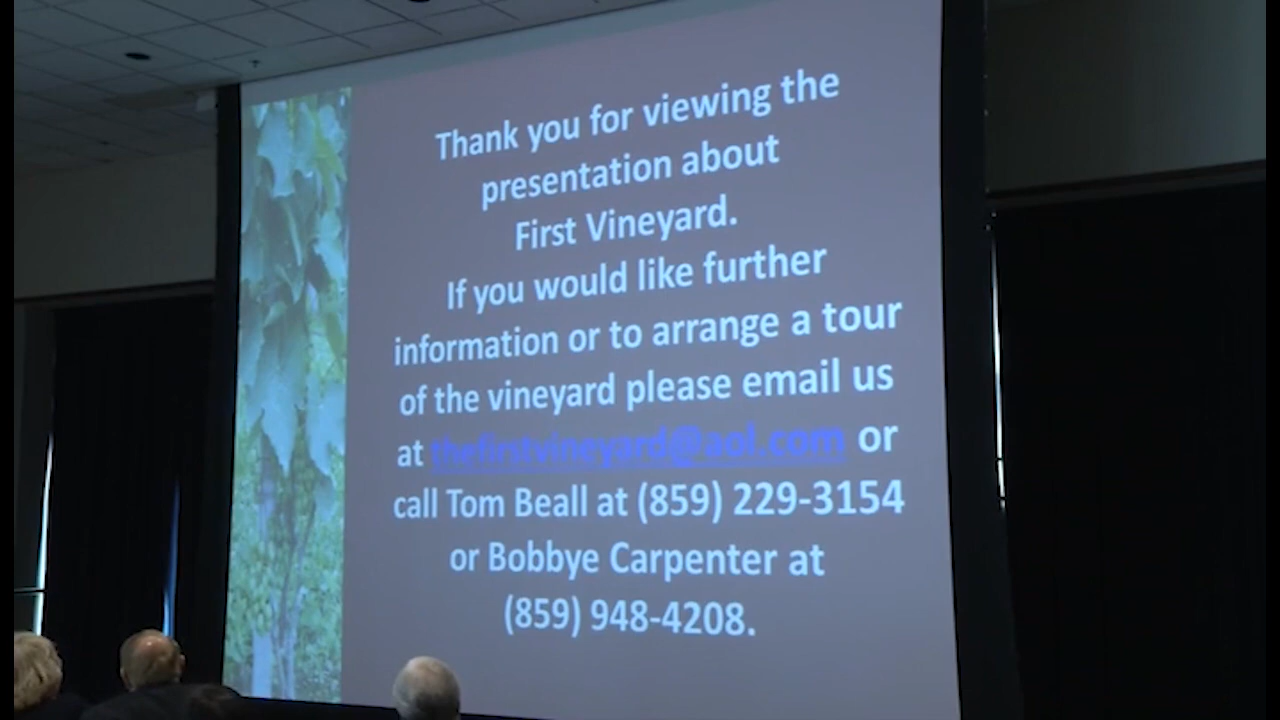 Thank you for viewing the
presentation about
First Vineyard.
If you would like further
information or to arrange a tour
of the vineyard please email us
at thefirstvineyard@aol.com or
call Tom Beall at (859) 229-3154
or Bobbye Carpenter at
(859) 948-4208.